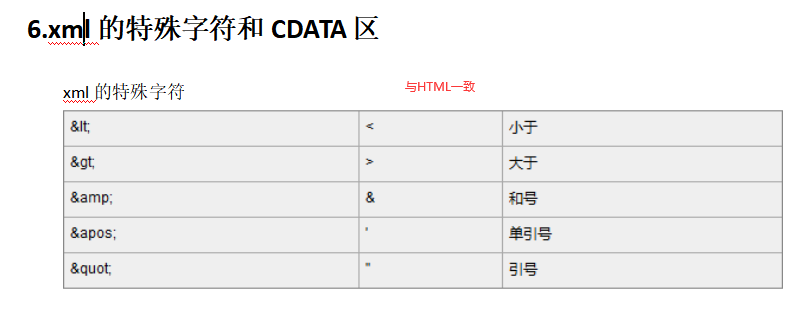 6.xml 的特殊字符和 CDATA 区
xml 的特殊字符 与HTML一致
&lt; < 小于
&gt; > 大于
&amp; & 和号
&apos; ' 单引号
&quot; " 引号